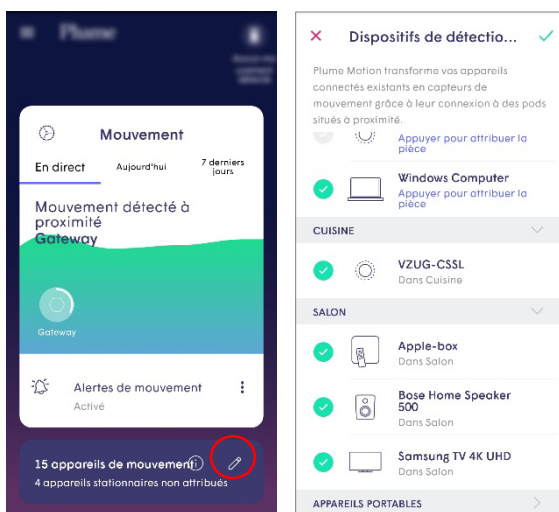 Plume
Mouvement
En direct
Aujourd'hui
7 derniers
jours
Mouvement détecté à
proximité
Gateway
Gateway
Alertes de mouvement
Activé
15 appareils de mouvement
4 appareils stationnaires non attribués
Dispositifs de détectio...
Plume Motion transforme vos appareils
connectés existants en capteurs de
mouvement grâce à leur connexion à des pods
situés à proximité.
Appuyer pour attribuer la
pièce
Windows Computer
Appuyer pour attribuer la
pièce
CUISINE
VZUG-CSSL
Dans Cuisine
SALON
Apple-box
Dans Salon
Bose Home Speaker
500
Dans Salon
Samsung TV 4K UHD
Dans Salon
APPAREILS PORTABLES